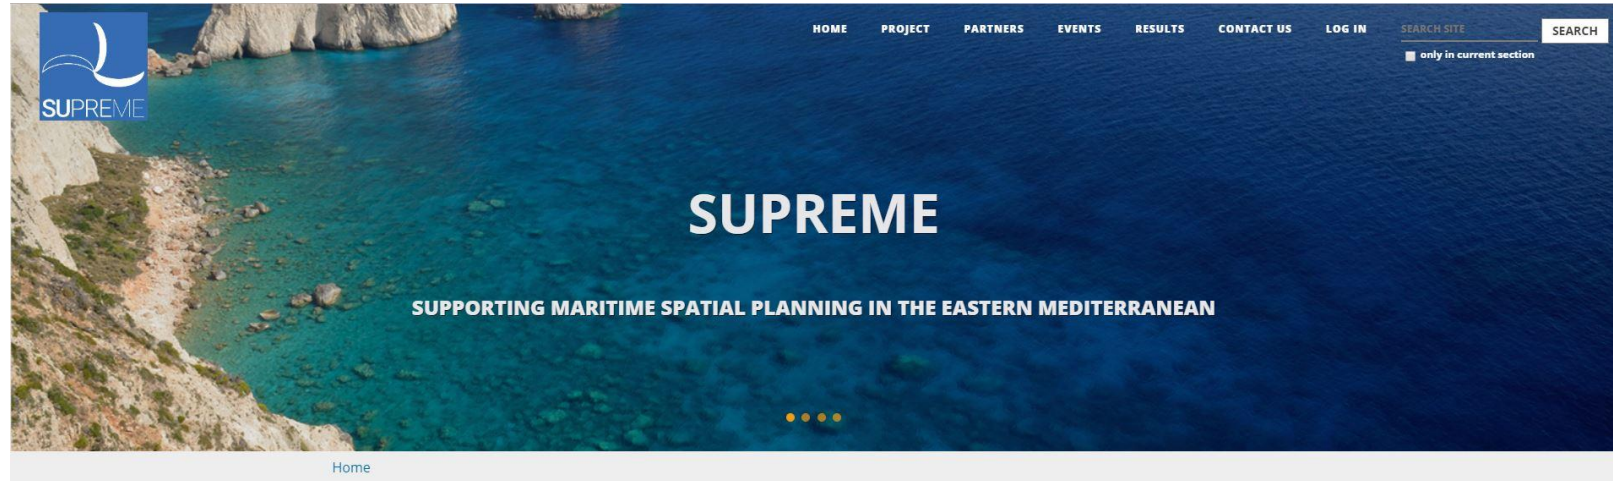 SUPREME
HOME PROJECT PARTNERS EVENTS RESULTS CONTACT US LOG IN SEARCH SITE SEARCH
only in current section
SUPREME
SUPPORTING MARITIME SPATIAL PLANNING IN THE EASTERN MEDITERRANEAN
Home